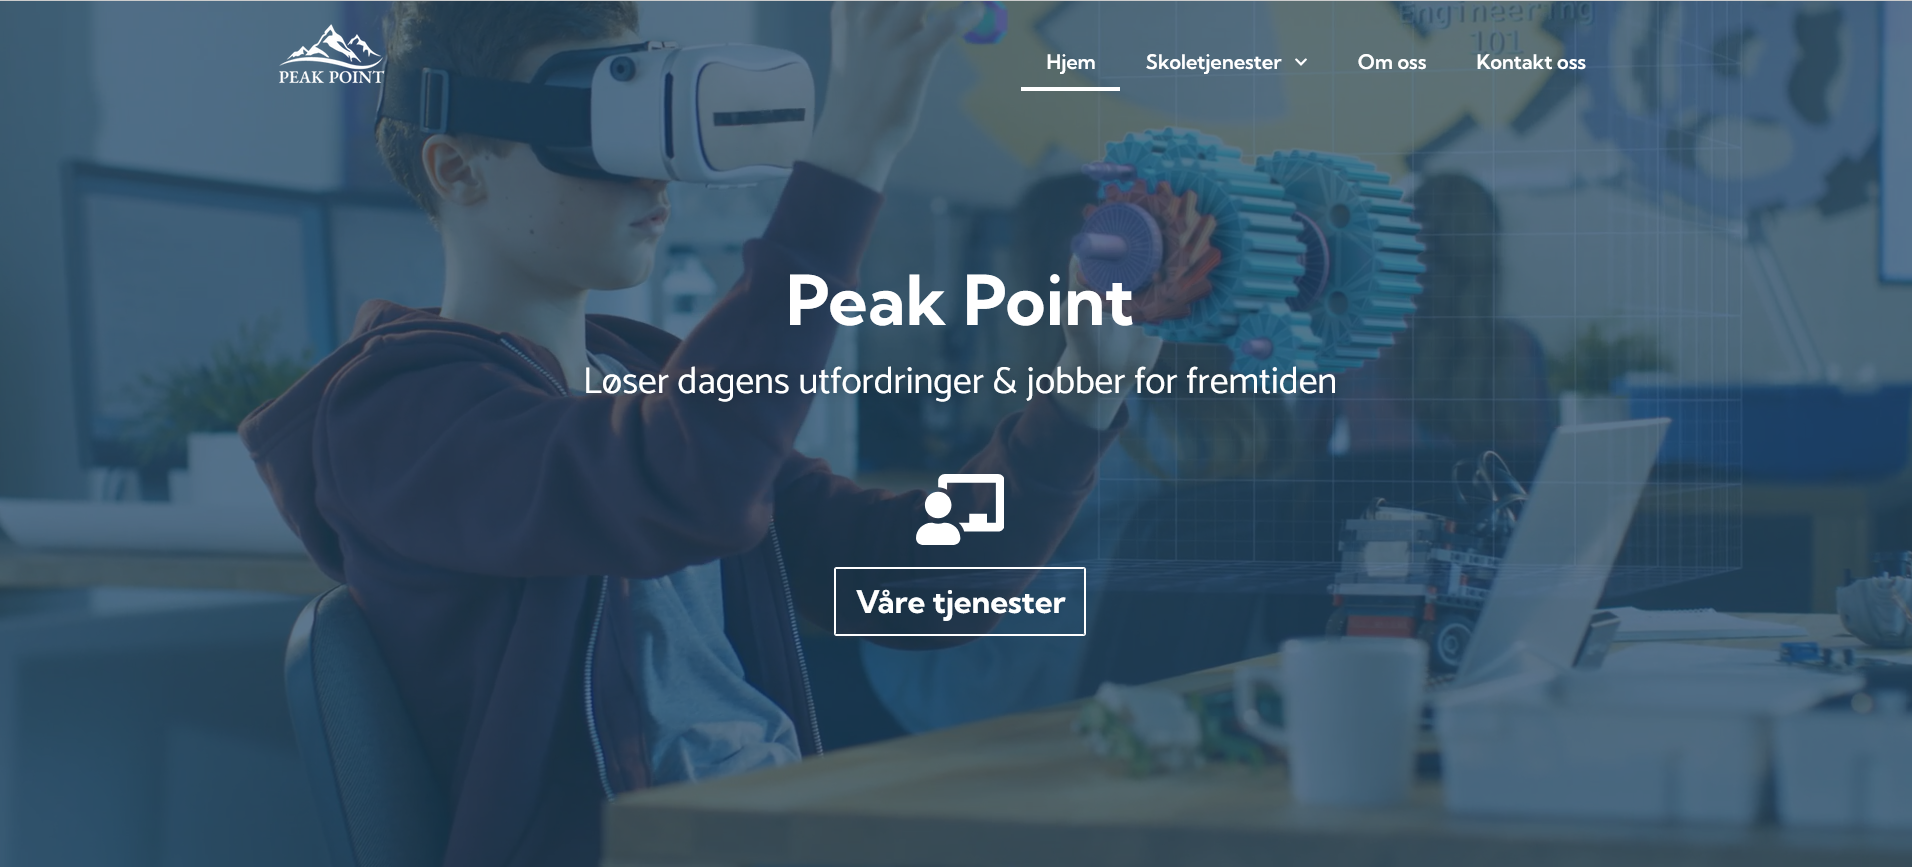 Engineering
101
PEAK POINT
Hjem
Skoletjenester
Om oss
Kontakt oss
Peak Point
Løser dagens utfordringer & jobber for fremtiden
Våre tjenester